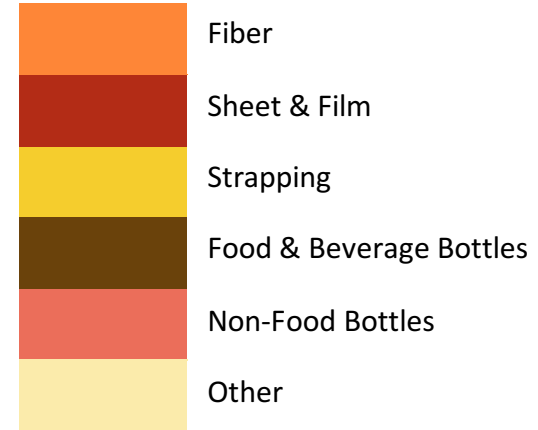 Fiber
Sheet & Film
Strapping
Food & Beverage Bottles
Non-Food Bottles
Other